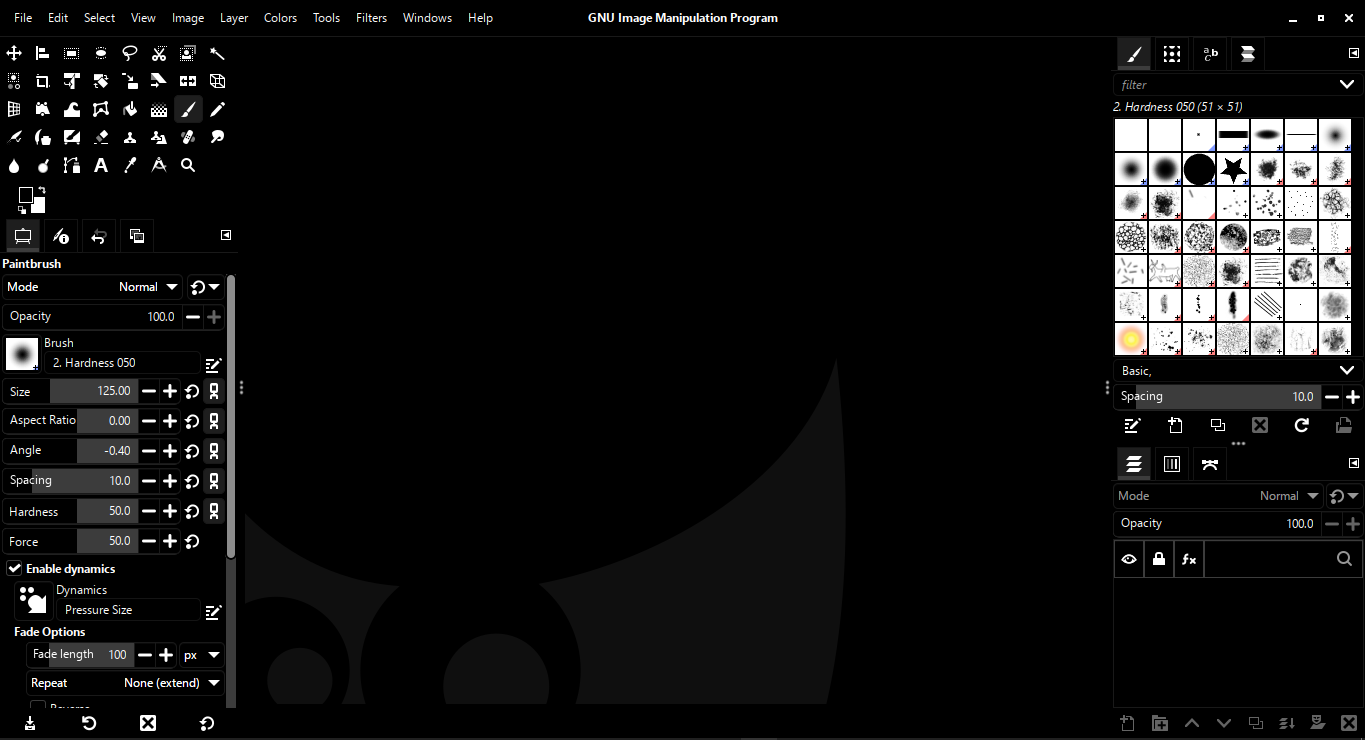 File Edit Select View Image Layer Colors Tools Filters Windows Help GNU Image Manipulation Program
filter
2. Hardness 050 (51 × 51)
Paintbrush
Mode Normal
Opacity 100.0
Brush
2. Hardness 050
Size 125.00
Aspect Ratio 0.00
Angle -0.40
Spacing 10.0
Hardness 50.0
Force 50.0
Enable dynamics
Dynamics
Pressure Size
Fade Options
Fade length 100 px
Repeat None (extend)
Reverse
Basic,
Spacing 10.0
Mode Normal
Opacity 100.0
fx